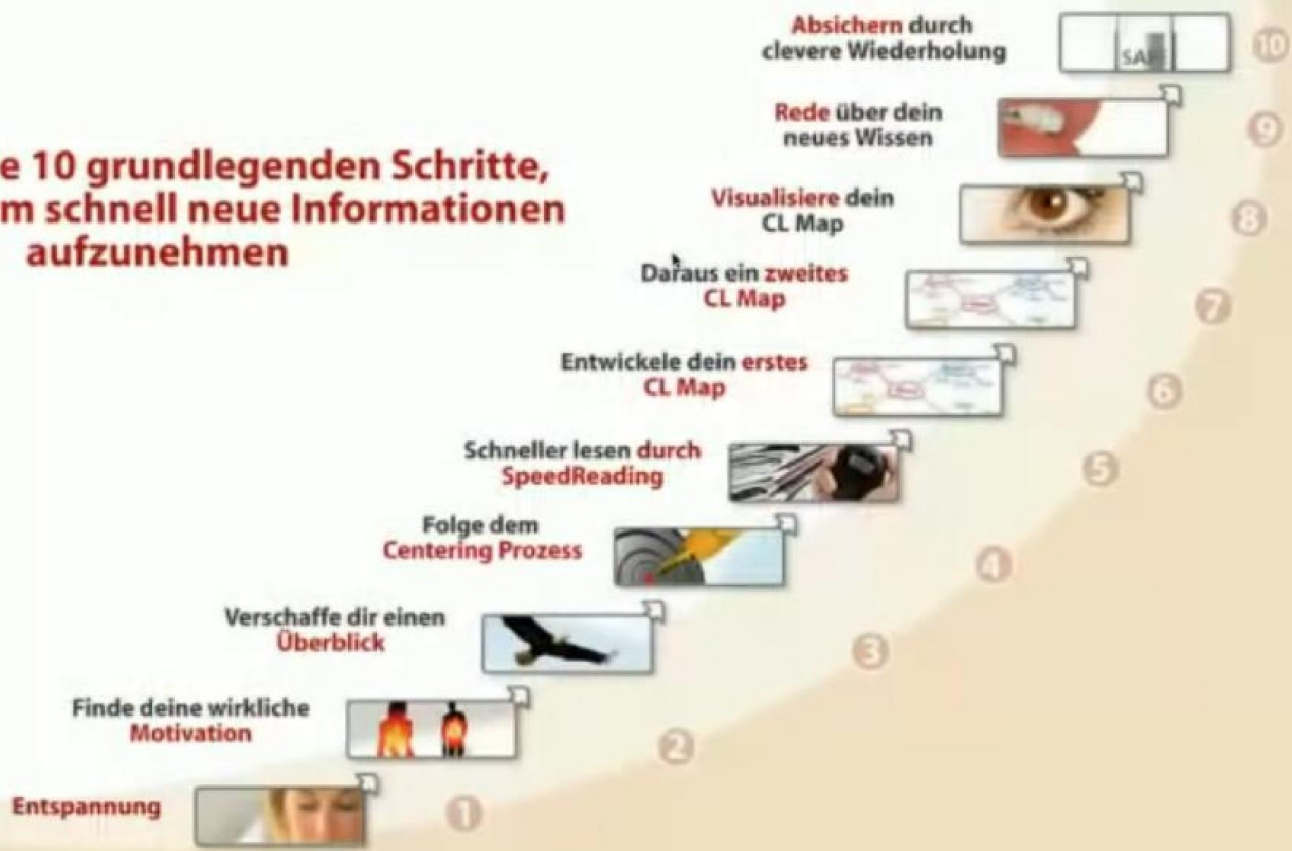 e 10 grundlegenden Schritte,
m schnell neue Informationen
aufzunehmen
Absichern durch
clevere Wiederholung
10
Rede über dein
neues Wissen
9
Visualisiere dein
CL Map
8
Daraus ein zweites
CL Map
7
Entwickele dein erstes
CL Map
6
Schneller lesen durch
SpeedReading
5
Folge dem
Centering Prozess
4
Verschaffe dir einen
Überblick
3
Finde deine wirkliche
Motivation
2
Entspannung
1